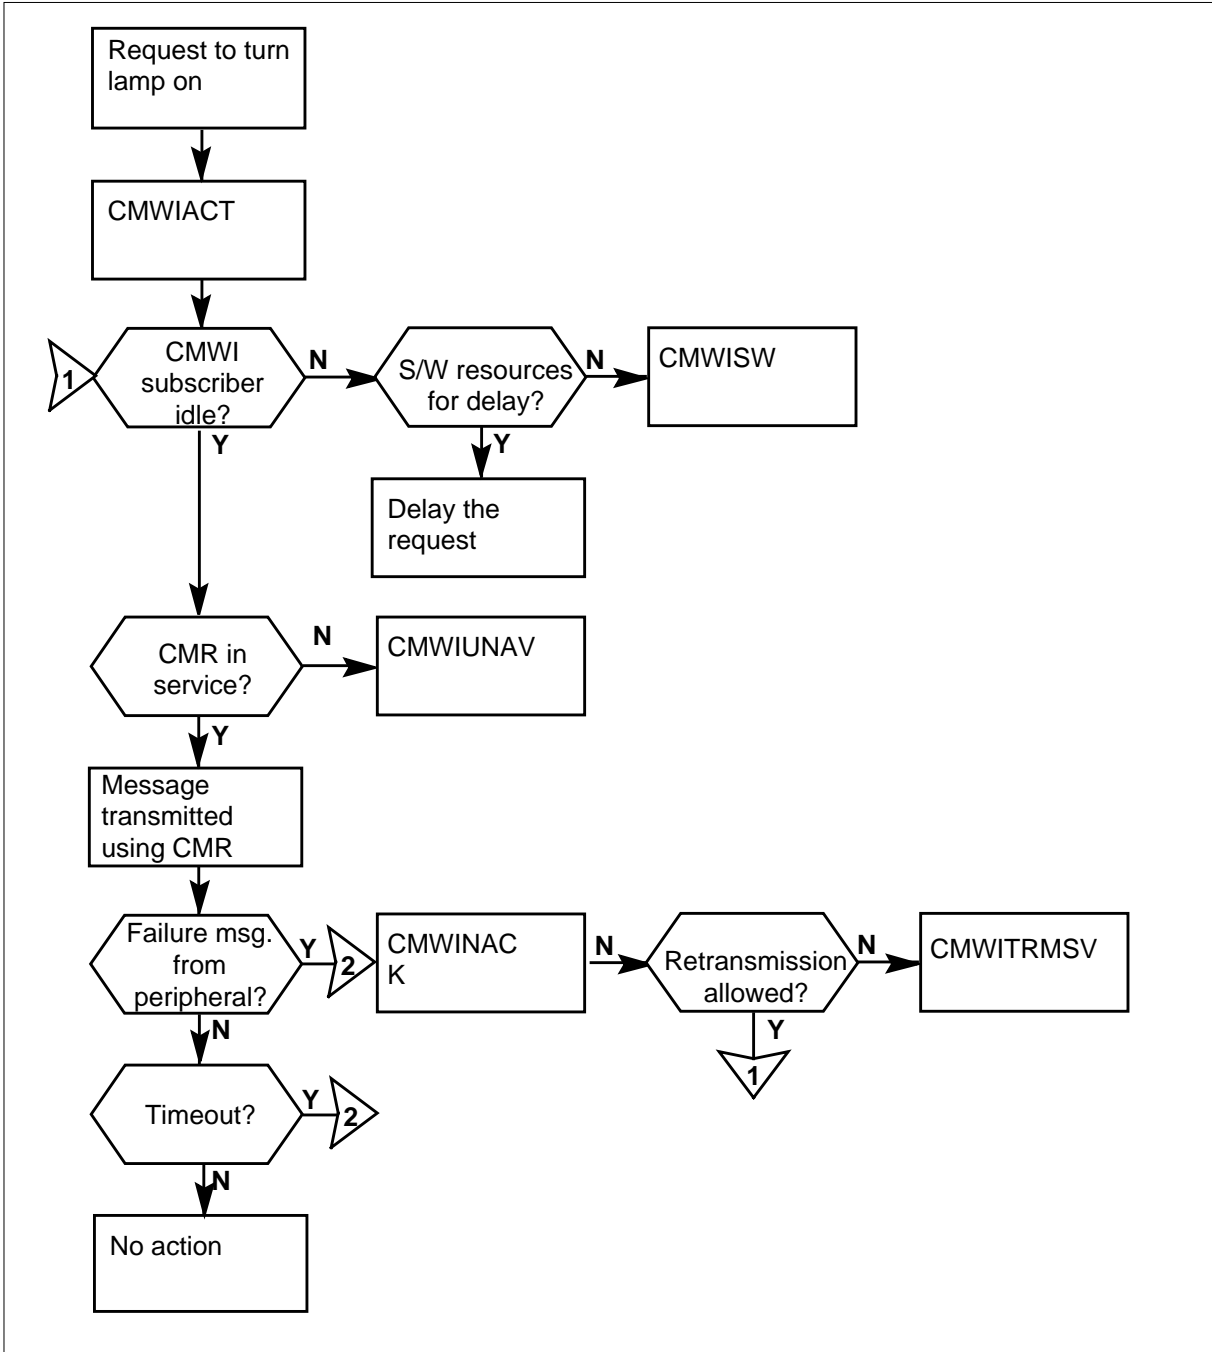 Request to turn
lamp on
CMWIACT
1
CMWI
subscriber
idle?
N
S/W resources
for delay?
N
CMWISW
Y
Y
Delay the
request
CMR in
service?
N
CMWIUNAV
Y
Message
transmitted
using CMR
Failure msg.
from
peripheral?
Y
2
CMWINAC
K
N
Retransmission
allowed?
N
CMWITRMSV
N
Y
1
Timeout?
Y
2
N
No action